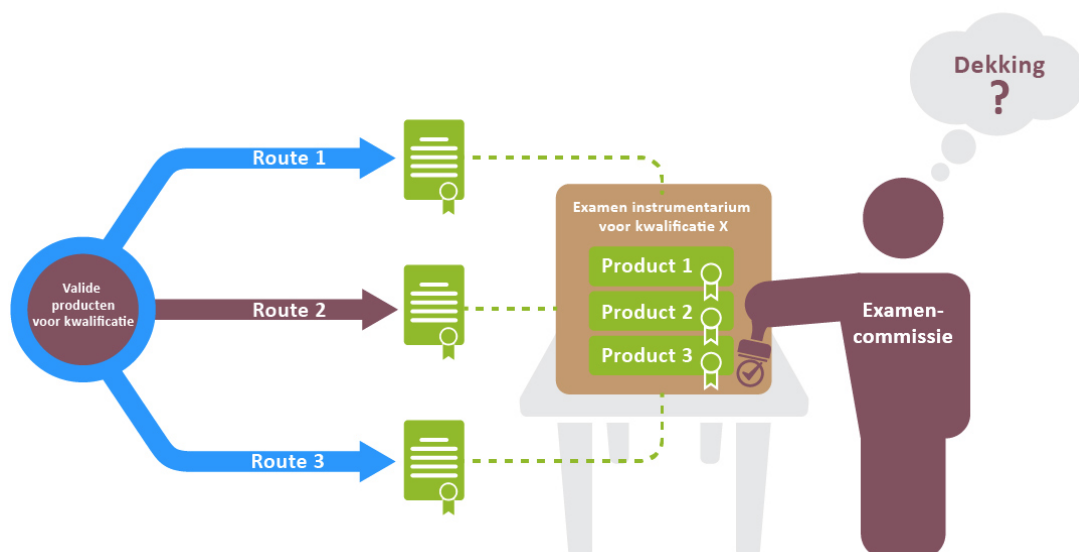 Dekking
?
Route 1
Examen instrumentarium
voor kwalificatie X
Product 1
Valide
producten
voor kwalificatie
Route 2
Product 2
Examen-
commissie
Product 3
Route 3